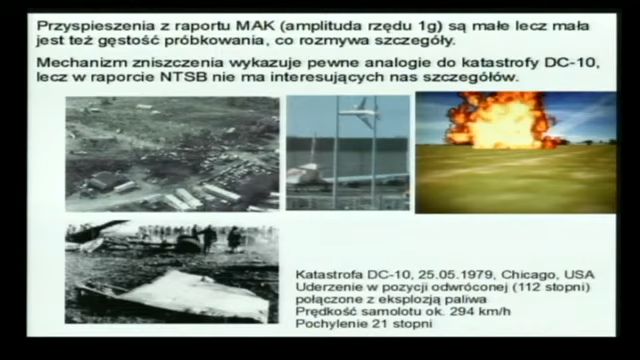 Przyspieszenia z raportu MAK (amplituda rzędu 1g) są małe lecz mała
jest też gęstość próbkowania, co rozmywa szczegóły.
Mechanizm zniszczenia wykazuje pewne analogie do katastrofy DC-10,
lecz w raporcie NTSB nie ma interesujących nas szczegółów.
Katastrofa DC-10, 25.05.1979, Chicago, USA
Uderzenie w pozycji odwróconej (112 stopni)
połączone z eksplozją paliwa
Prędkość samolotu ok. 294 km/h
Pochylenie 21 stopni